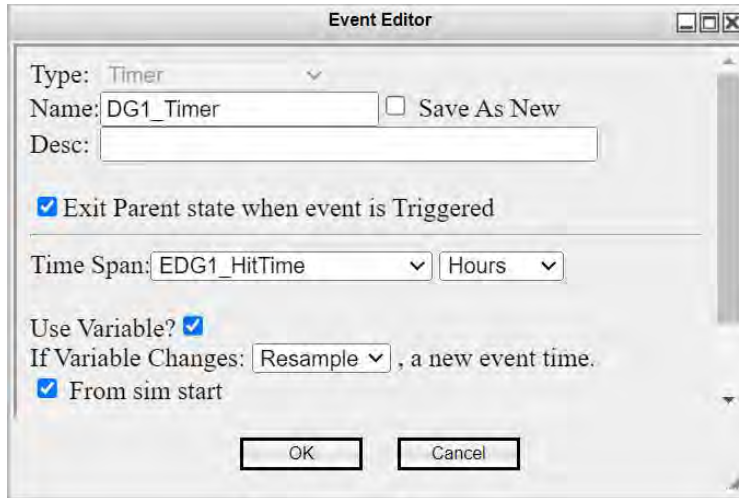 Event Editor
Type: Timer
Name: DG1_Timer Save As New
Desc:
Exit Parent state when event is Triggered
Time Span: EDG1_HitTime Hours
Use Variable?
If Variable Changes: Resample , a new event time.
From sim start
OK Cancel